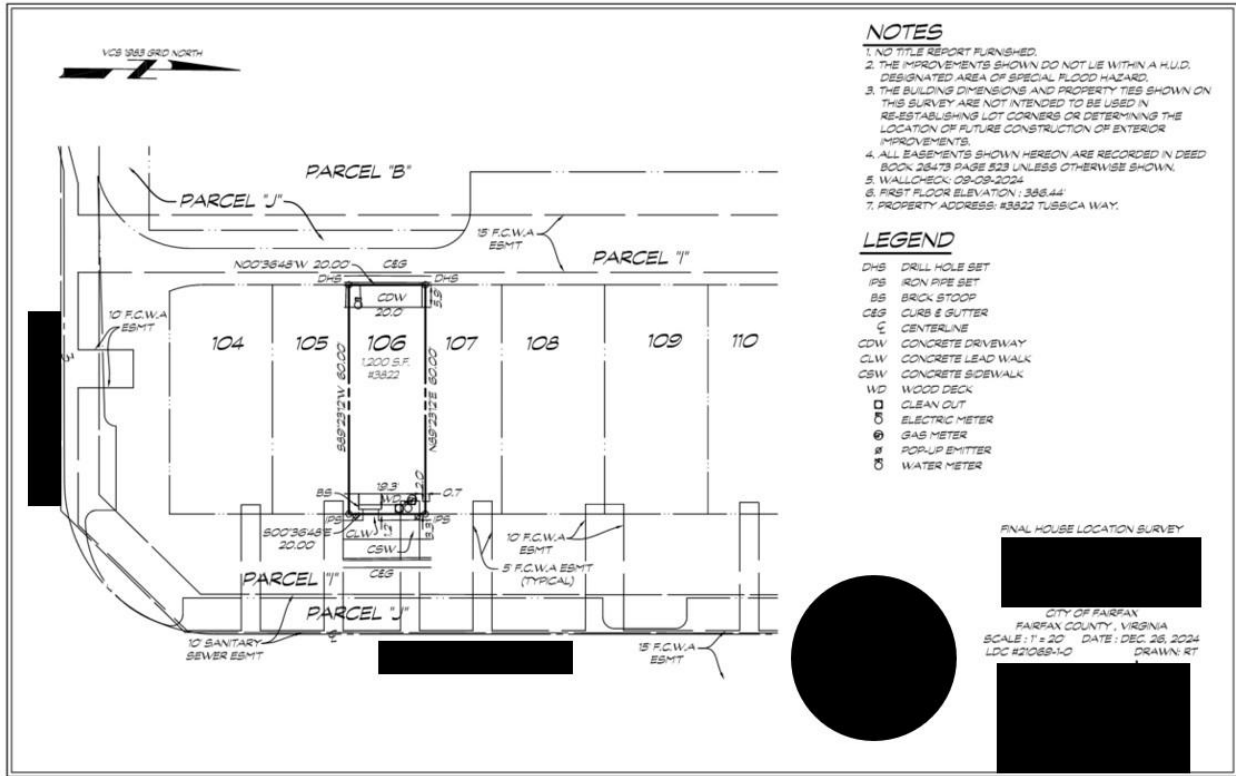 VCS 1983 GRID NORTH
NOTES
1. NO TITLE REPORT FURNISHED.
2. THE IMPROVEMENTS SHOWN DO NOT LIE WITHIN A H.U.D.
DESIGNATED AREA OF SPECIAL FLOOD HAZARD.
3. THE BUILDING DIMENSIONS AND PROPERTY TIES SHOWN ON
THIS SURVEY ARE NOT INTENDED TO BE USED IN
RE-ESTABLISHING LOT CORNERS OR DETERMINING THE
LOCATION OF FUTURE CONSTRUCTION OF EXTERIOR
IMPROVEMENTS.
4. ALL EASEMENTS SHOWN HEREON ARE RECORDED IN DEED
BOOK 26473 PAGE 523 UNLESS OTHERWISE SHOWN.
5. WALLCHECK: 09-09-2024
6. FIRST FLOOR ELEVATION : 386.44'
7. PROPERTY ADDRESS: #3822 TUSSICA WAY.
LEGEND
DHS DRILL HOLE SET
IPS IRON PIPE SET
BS BRICK STOOP
C&G CURB & GUTTER
℄ CENTERLINE
CDW CONCRETE DRIVEWAY
CLW CONCRETE LEAD WALK
CSW CONCRETE SIDEWALK
WD WOOD DECK
CLEAN OUT
ELECTRIC METER
GAS METER
POP-UP EMITTER
WATER METER
PARCEL "B"
PARCEL "J"
15' F.C.W.A
ESMT
PARCEL "I"
N00°36'48"W 20.00'
C&G
DHS
DHS
CDW
20.0'
5.9'
10' F.C.W.A
ESMT
104
105
106
107
108
109
110
1,200 S.F.
#3822
S89°23'12"W 60.00'
N89°23'12"E 60.00'
19.3'
BS
WD
2.0'
0.7'
IPS
IPS
CLW
S00°36'48"E
20.00'
CSW
3.3'
C&G
10' F.C.W.A
ESMT
5' F.C.W.A ESMT
(TYPICAL)
PARCEL "I"
PARCEL "J"
10' SANITARY
SEWER ESMT
℄
15' F.C.W.A
ESMT
FINAL HOUSE LOCATION SURVEY
CITY OF FAIRFAX
FAIRFAX COUNTY , VIRGINIA
SCALE : 1" = 20' DATE : DEC. 26, 2024
LDC #21069-1-0 DRAWN: RT